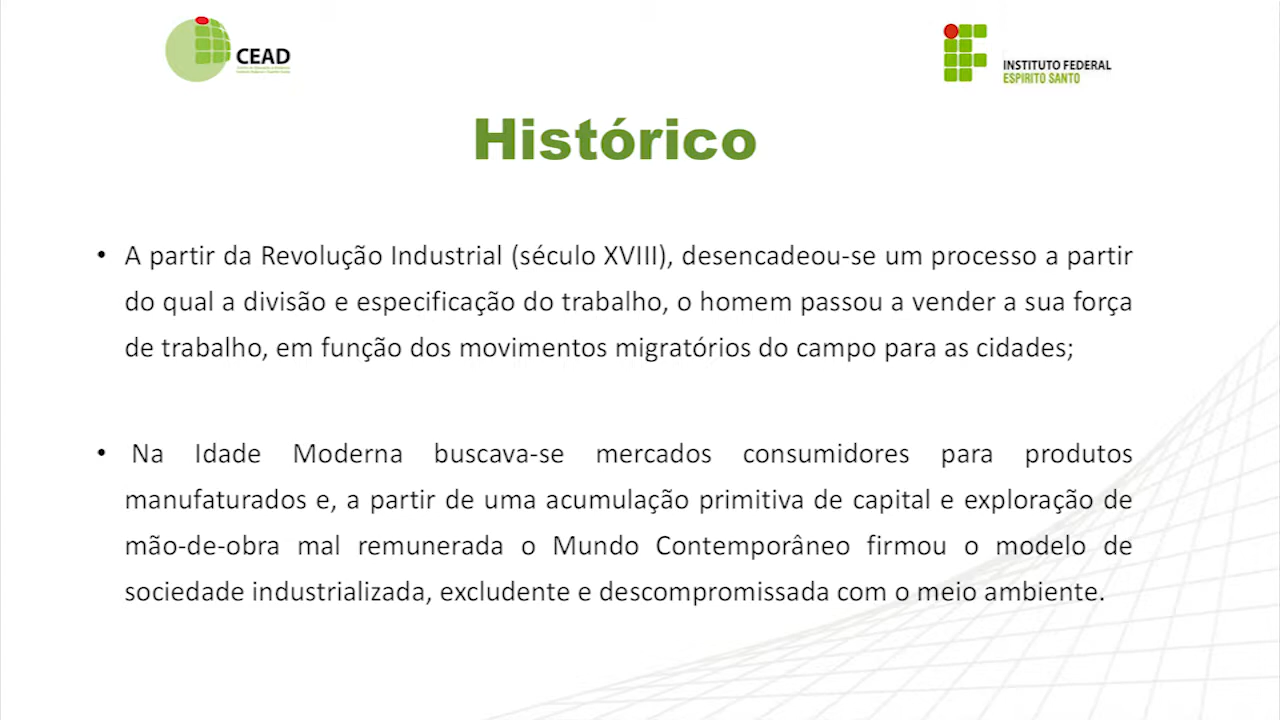 CEAD
INSTITUTO FEDERAL
ESPÍRITO SANTO
Histórico
• A partir da Revolução Industrial (século XVIII), desencadeou-se um processo a partir
do qual a divisão e especificação do trabalho, o homem passou a vender a sua força
de trabalho, em função dos movimentos migratórios do campo para as cidades;
• Na Idade Moderna buscava-se mercados consumidores para produtos
manufaturados e, a partir de uma acumulação primitiva de capital e exploração de
mão-de-obra mal remunerada o Mundo Contemporâneo firmou o modelo de
sociedade industrializada, excludente e descompromissada com o meio ambiente.